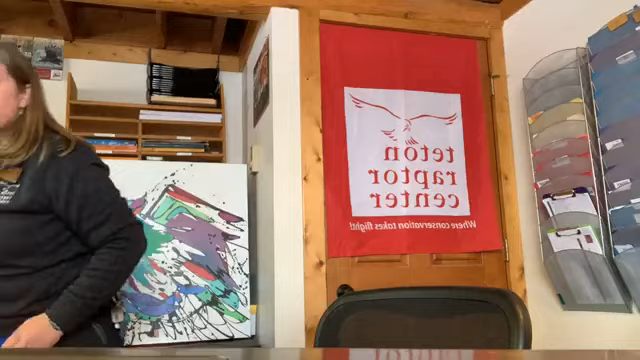 teton
raptor
center
Where conservation takes flight!